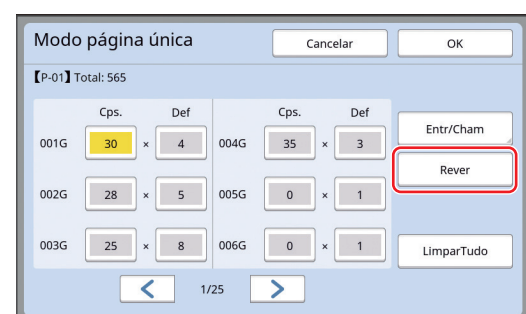 Modo página única Cancelar OK
【P-01】Total: 565
Cps. Def Cps. Def
001G 30 × 4 004G 35 × 3 Entr/Cham
Rever
002G 28 × 5 005G 0 × 1
003G 25 × 8 006G 0 × 1 LimparTudo
< 1/25 >